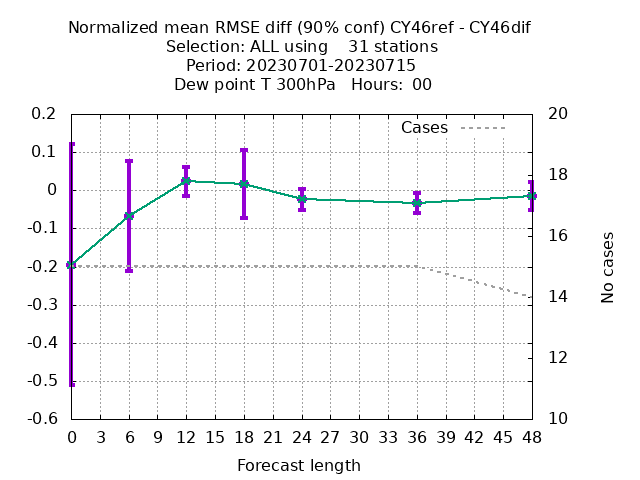 Normalized mean RMSE diff (90% conf) CY46ref - CY46dif
Selection: ALL using    31 stations
Period: 20230701-20230715
Dew point T 300hPa   Hours:  00
Cases
0.2
0.1
0
-0.1
-0.2
-0.3
-0.4
-0.5
-0.6
20
18
16
14
12
10
No cases
0 3 6 9 12 15 18 21 24 27 30 33 36 39 42 45 48
Forecast length